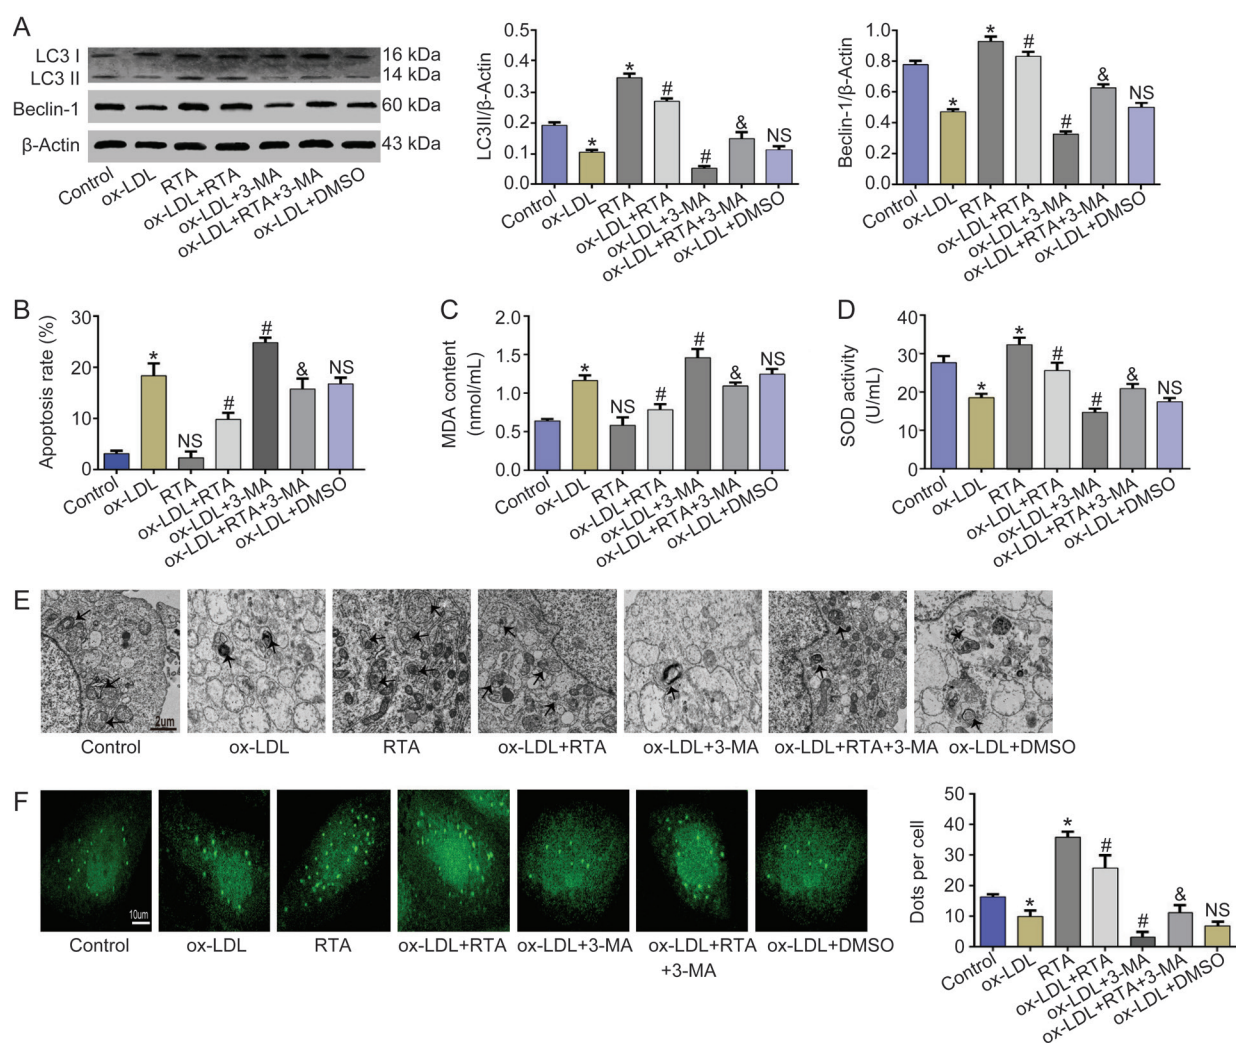 A
LC3 I
LC3 II
Beclin-1
β-Actin
16 kDa
14 kDa
60 kDa
43 kDa
Control
ox-LDL
RTA
ox-LDL+RTA
ox-LDL+3-MA
ox-LDL+RTA+3-MA
ox-LDL+DMSO
LC3II/β-Actin
0.5
0.4
0.3
0.2
0.1
0.0
*
*
#
#
&
NS
Control
ox-LDL
RTA
ox-LDL+RTA
ox-LDL+3-MA
ox-LDL+RTA+3-MA
ox-LDL+DMSO
Beclin-1/β-Actin
1.0
0.8
0.6
0.4
0.2
0.0
*
*
#
#
&
NS
Control
ox-LDL
RTA
ox-LDL+RTA
ox-LDL+3-MA
ox-LDL+RTA+3-MA
ox-LDL+DMSO
B
Apoptosis rate (%)
30
20
10
0
*
NS
#
#
&
NS
Control
ox-LDL
RTA
ox-LDL+RTA
ox-LDL+3-MA
ox-LDL+RTA+3-MA
ox-LDL+DMSO
C
MDA content
(nmol/mL)
2.0
1.5
1.0
0.5
0.0
*
NS
#
#
&
NS
Control
ox-LDL
RTA
ox-LDL+RTA
ox-LDL+3-MA
ox-LDL+RTA+3-MA
ox-LDL+DMSO
D
SOD activity
(U/mL)
40
30
20
10
0
*
*
#
#
&
NS
Control
ox-LDL
RTA
ox-LDL+RTA
ox-LDL+3-MA
ox-LDL+RTA+3-MA
ox-LDL+DMSO
E
2um
Control
ox-LDL
RTA
ox-LDL+RTA
ox-LDL+3-MA
ox-LDL+RTA+3-MA
ox-LDL+DMSO
F
10um
Control
ox-LDL
RTA
ox-LDL+RTA
ox-LDL+3-MA
ox-LDL+RTA
+3-MA
ox-LDL+DMSO
Dots per cell
50
40
30
20
10
0
*
*
#
#
&
NS
Control
ox-LDL
RTA
ox-LDL+RTA
ox-LDL+3-MA
ox-LDL+RTA+3-MA
ox-LDL+DMSO